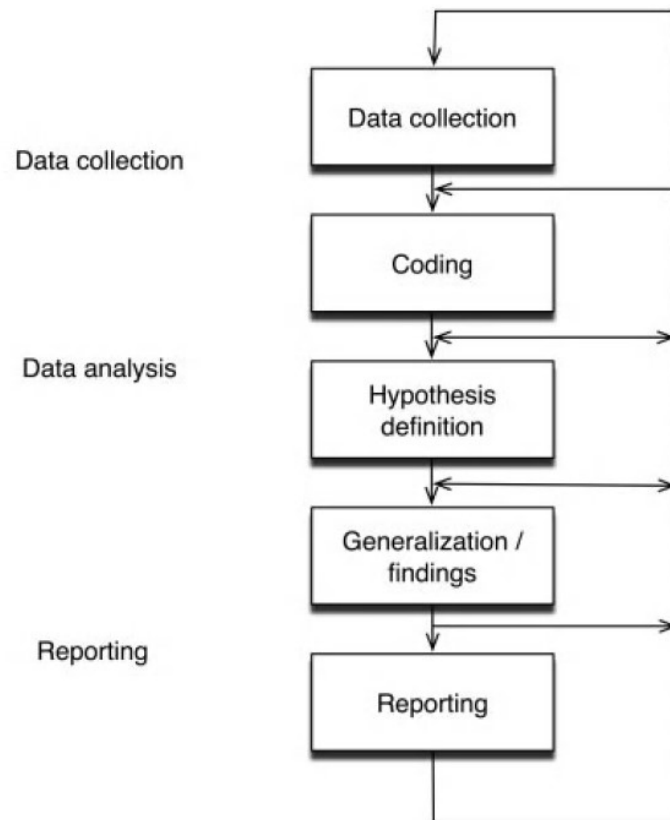 Data collection
Data collection
Coding
Data analysis
Hypothesis
definition
Generalization /
findings
Reporting
Reporting